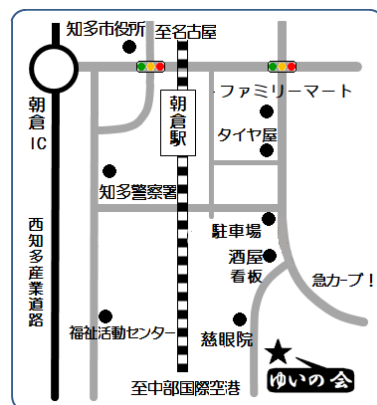 知多市役所
至名古屋
朝倉IC
朝倉駅
ファミリーマート
タイヤ屋
知多警察署
西知多産業道路
駐車場
酒屋
看板
急カーブ！
福祉活動センター
慈眼院
ゆいの会
至中部国際空港